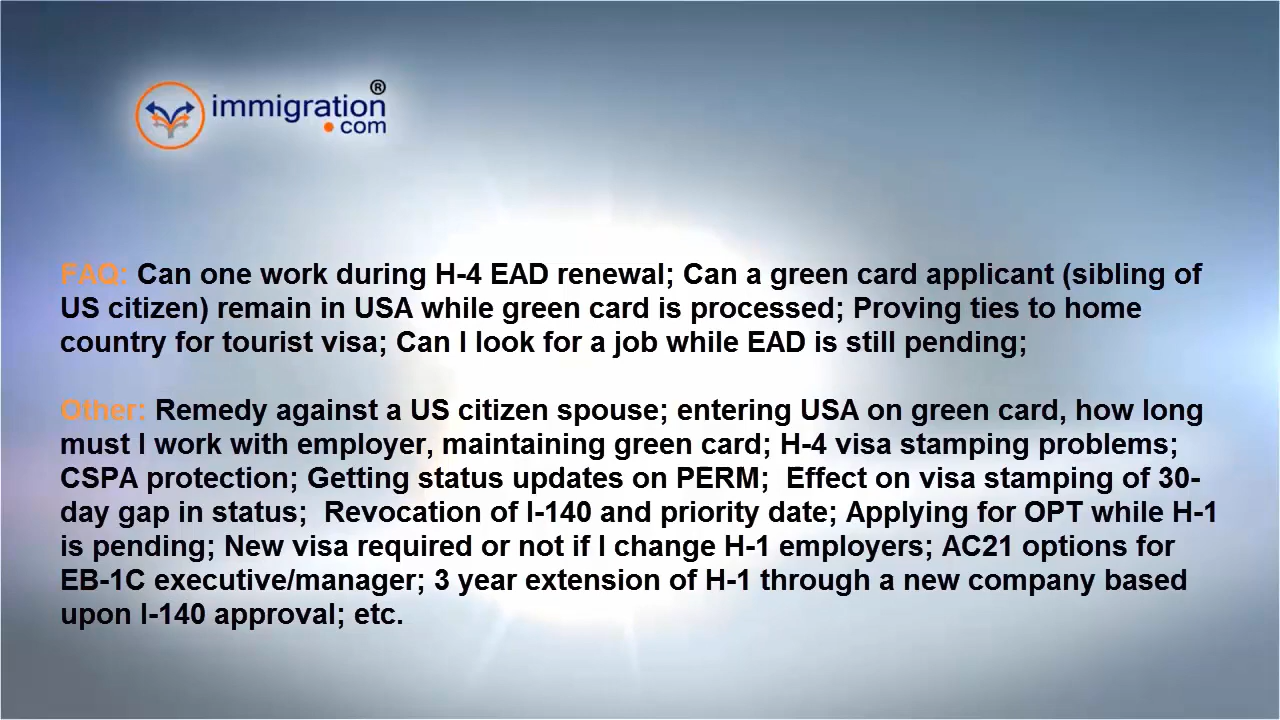 immigration®
.com
FAQ: Can one work during H-4 EAD renewal; Can a green card applicant (sibling of
US citizen) remain in USA while green card is processed; Proving ties to home
country for tourist visa; Can I look for a job while EAD is still pending;
Other: Remedy against a US citizen spouse; entering USA on green card, how long
must I work with employer, maintaining green card; H-4 visa stamping problems;
CSPA protection; Getting status updates on PERM;  Effect on visa stamping of 30-
day gap in status;  Revocation of I-140 and priority date; Applying for OPT while H-1
is pending; New visa required or not if I change H-1 employers; AC21 options for
EB-1C executive/manager; 3 year extension of H-1 through a new company based
upon I-140 approval; etc.